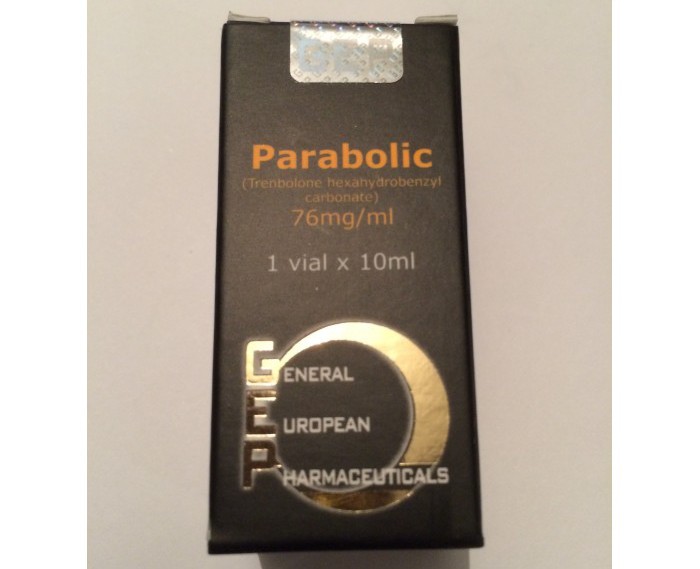 GEP
Parabolic
(Trenbolone hexahydrobenzyl
carbonate)
76mg/ml
1 vial x 10ml
GENERAL
EUROPEAN
PHARMACEUTICALS